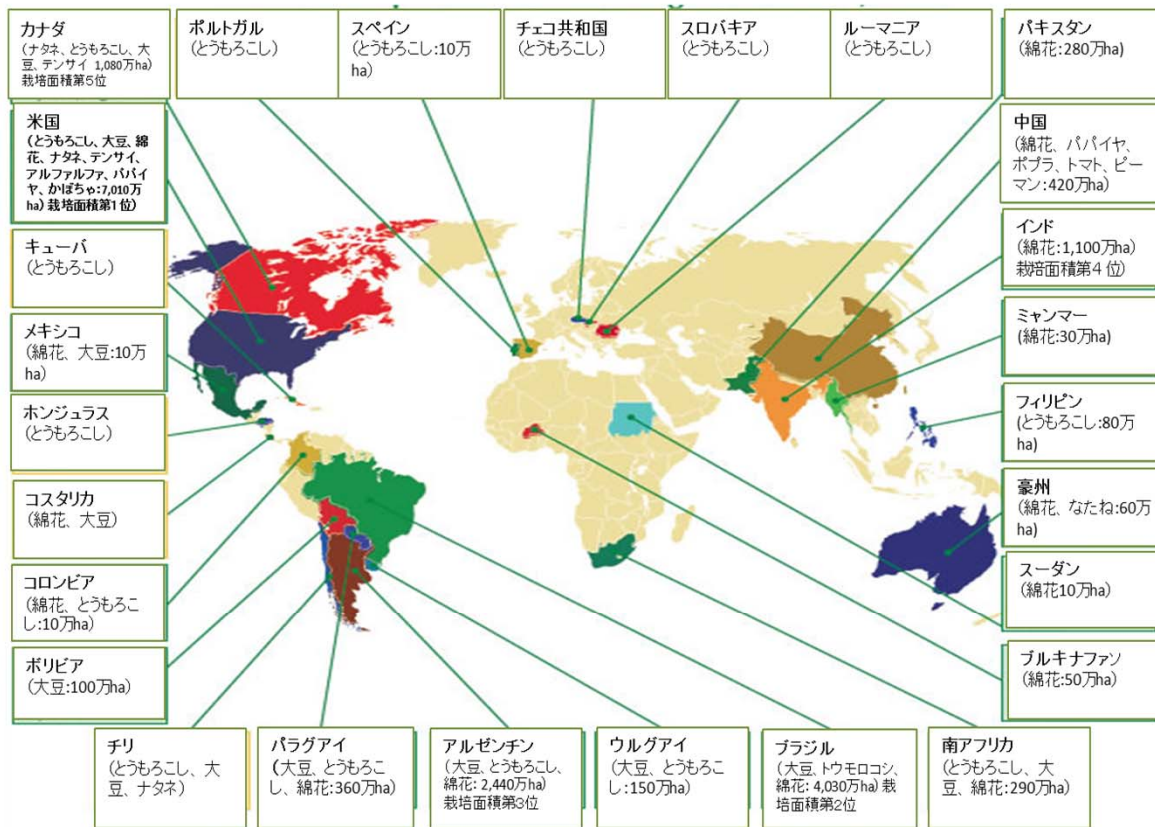 カナダ
(ナタネ、とうもろこし、大
豆、テンサイ 1,080万ha)
栽培面積第5位
ポルトガル
(とうもろこし)
スペイン
(とうもろこし:10万
ha)
チェコ共和国
(とうもろこし)
スロバキア
(とうもろこし)
ルーマニア
(とうもろこし)
パキスタン
(綿花:280万ha)
米国
(とうもろこし、大豆、綿
花、ナタネ、テンサイ、
アルファルファ、パパイ
ヤ、かぼちゃ:7,010万
ha) 栽培面積第1位)
中国
(綿花、パパイヤ、
ポプラ、トマト、ピー
マン:420万ha)
キューバ
(とうもろこし)
インド
(綿花:1,100万ha)
栽培面積第4位)
メキシコ
(綿花、大豆:10万
ha)
ミャンマー
(綿花:30万ha)
ホンジュラス
(とうもろこし)
フィリピン
(とうもろこし:80万
ha)
コスタリカ
(綿花、大豆)
豪州
(綿花、なたね:60万
ha)
コロンビア
(綿花、とうもろこ
し:10万ha)
スーダン
(綿花10万ha)
ボリビア
(大豆:100万ha)
ブルキナファソ
(綿花:50万ha)
チリ
(とうもろこし、大
豆、ナタネ)
パラグアイ
(大豆、とうもろこ
し、綿花:360万ha)
アルゼンチン
(大豆、とうもろこし、
綿花: 2,440万ha)
栽培面積第3位
ウルグアイ
(大豆、とうもろこ
し:150万ha)
ブラジル
(大豆、トウモロコシ、
綿花: 4,030万ha) 栽
培面積第2位
南アフリカ
(とうもろこし、大
豆、綿花:290万ha)